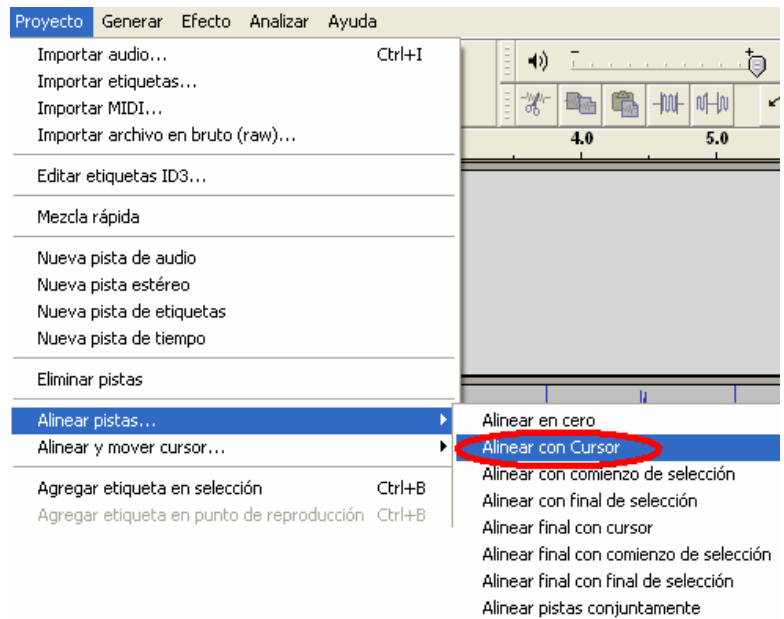 Proyecto Generar Efecto Analizar Ayuda
Importar audio... Ctrl+I
Importar etiquetas...
Importar MIDI...
Importar archivo en bruto (raw)...
4.0 5.0
Editar etiquetas ID3...
Mezcla rápida
Nueva pista de audio
Nueva pista estéreo
Nueva pista de etiquetas
Nueva pista de tiempo
Eliminar pistas
Alinear pistas...
Alinear y mover cursor...
Agregar etiqueta en selección Ctrl+B
Agregar etiqueta en punto de reproducción Ctrl+B
Alinear en cero
Alinear con Cursor
Alinear con comienzo de selección
Alinear con final de selección
Alinear final con cursor
Alinear final con comienzo de selección
Alinear final con final de selección
Alinear pistas conjuntamente